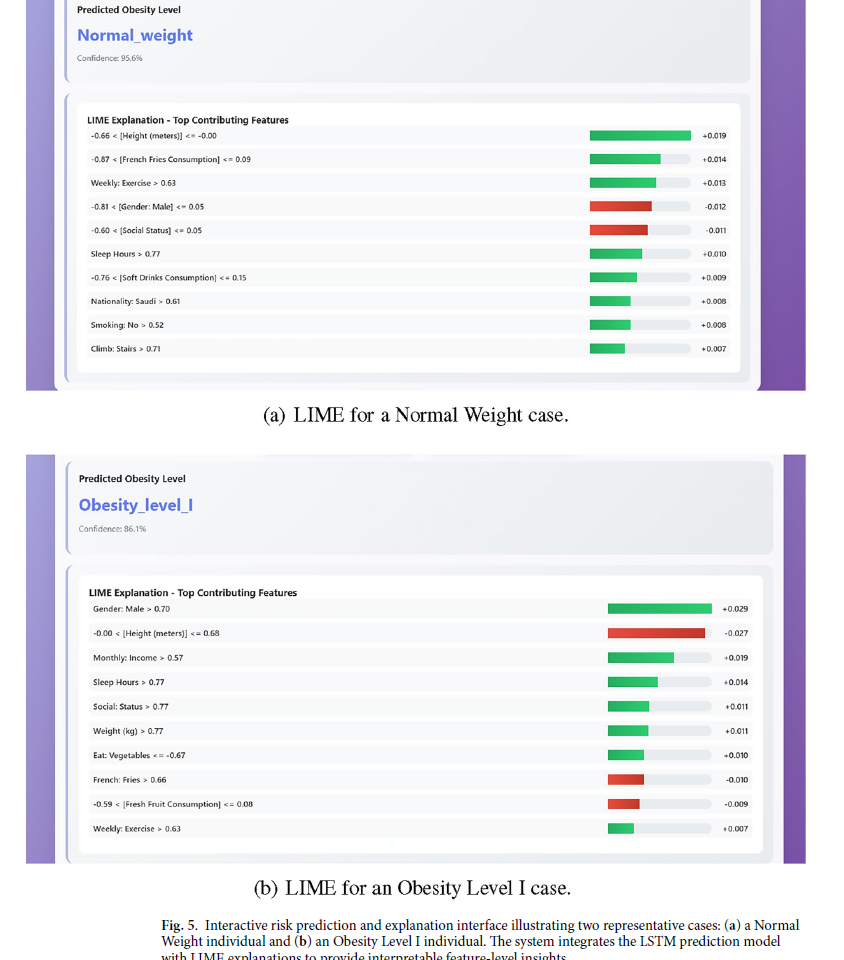 Predicted Obesity Level
Normal_weight
Confidence: 95.6%
LIME Explanation - Top Contributing Features
-0.66 < [Height (meters)] <= -0.00 +0.019
-0.87 < [French Fries Consumption] <= 0.09 +0.014
Weekly: Exercise > 0.63 +0.013
-0.81 < [Gender: Male] <= 0.05 -0.012
-0.60 < [Social Status] <= 0.05 -0.011
Sleep Hours > 0.77 +0.010
-0.76 < [Soft Drinks Consumption] <= 0.15 +0.009
Nationality: Saudi > 0.61 +0.008
Smoking: No > 0.52 +0.008
Climb: Stairs > 0.71 +0.007
(a) LIME for a Normal Weight case.
Predicted Obesity Level
Obesity_level_I
Confidence: 86.1%
LIME Explanation - Top Contributing Features
Gender: Male > 0.70 +0.029
-0.00 < [Height (meters)] <= 0.68 -0.027
Monthly: Income > 0.57 +0.019
Sleep Hours > 0.77 +0.014
Social: Status > 0.77 +0.011
Weight (kg) > 0.77 +0.011
Eat: Vegetables <= -0.67 +0.010
French: Fries > 0.66 -0.010
-0.59 < [Fresh Fruit Consumption] <= 0.08 -0.009
Weekly: Exercise > 0.63 +0.007
(b) LIME for an Obesity Level I case.
Fig. 5. Interactive risk prediction and explanation interface illustrating two representative cases: (a) a Normal
Weight individual and (b) an Obesity Level I individual. The system integrates the LSTM prediction model
with LIME explanations to provide interpretable feature-level insights.